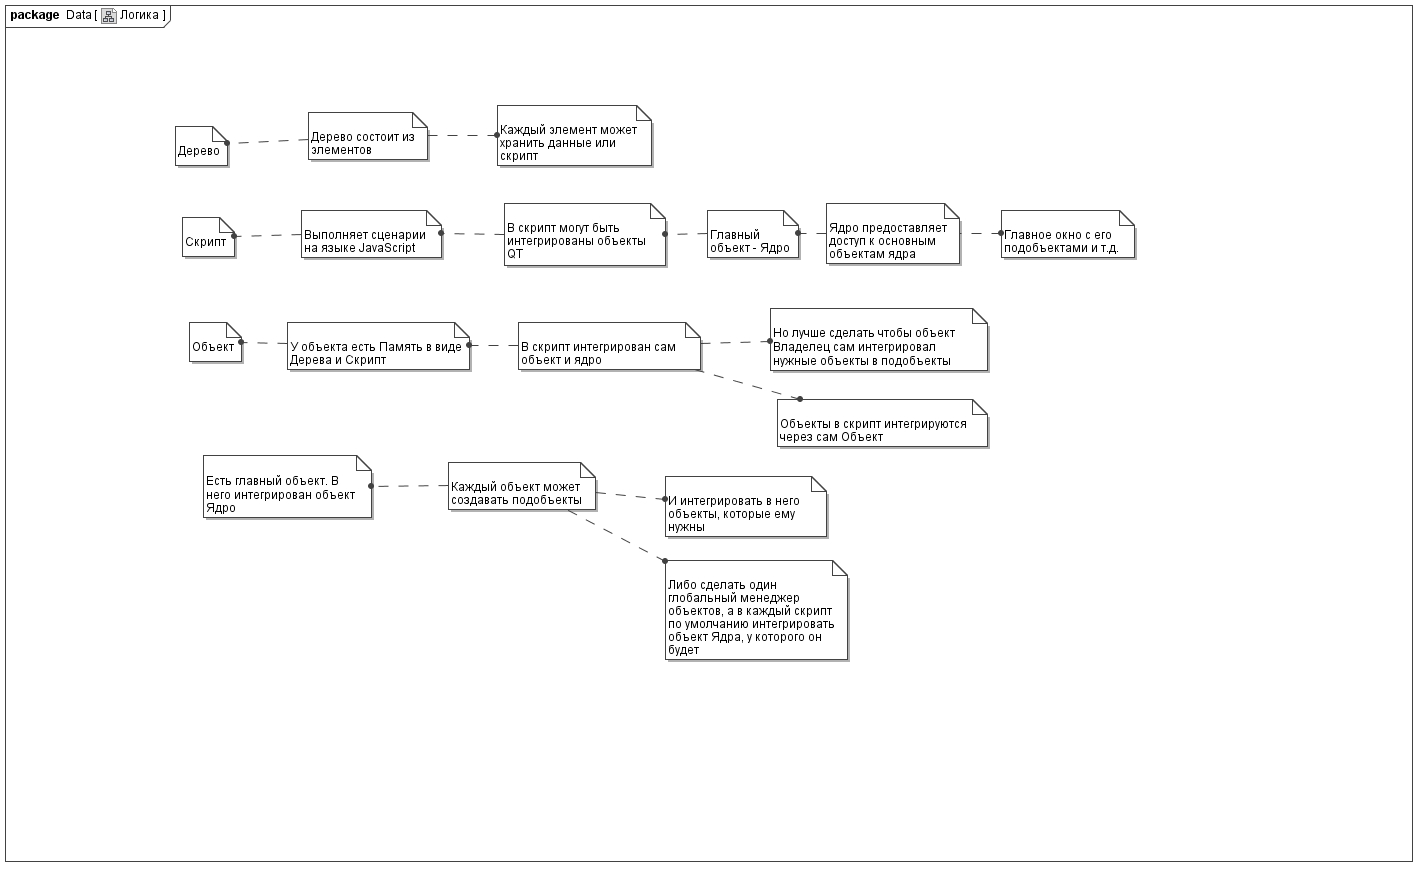 package Data [ Логика ]
Дерево
Дерево состоит из
элементов
Каждый элемент может
хранить данные или
скрипт
Скрипт
Выполняет сценарии
на языке JavaScript
В скрипт могут быть
интегрированы объекты
QT
Главный
объект - Ядро
Ядро предоставляет
доступ к основным
объектам ядра
Главное окно с его
подобъектами и т.д.
Объект
У объекта есть Память в виде
Дерева и Скрипт
В скрипт интегрирован сам
объект и ядро
Но лучше сделать чтобы объект
Владелец сам интегрировал
нужные объекты в подобъекты
Объекты в скрипт интегрируются
через сам Объект
Есть главный объект. В
него интегрирован объект
Ядро
Каждый объект может
создавать подобъекты
И интегрировать в него
объекты, которые ему
нужны
Либо сделать один
глобальный менеджер
объектов, а в каждый скрипт
по умолчанию интегрировать
объект Ядра, у которого он
будет